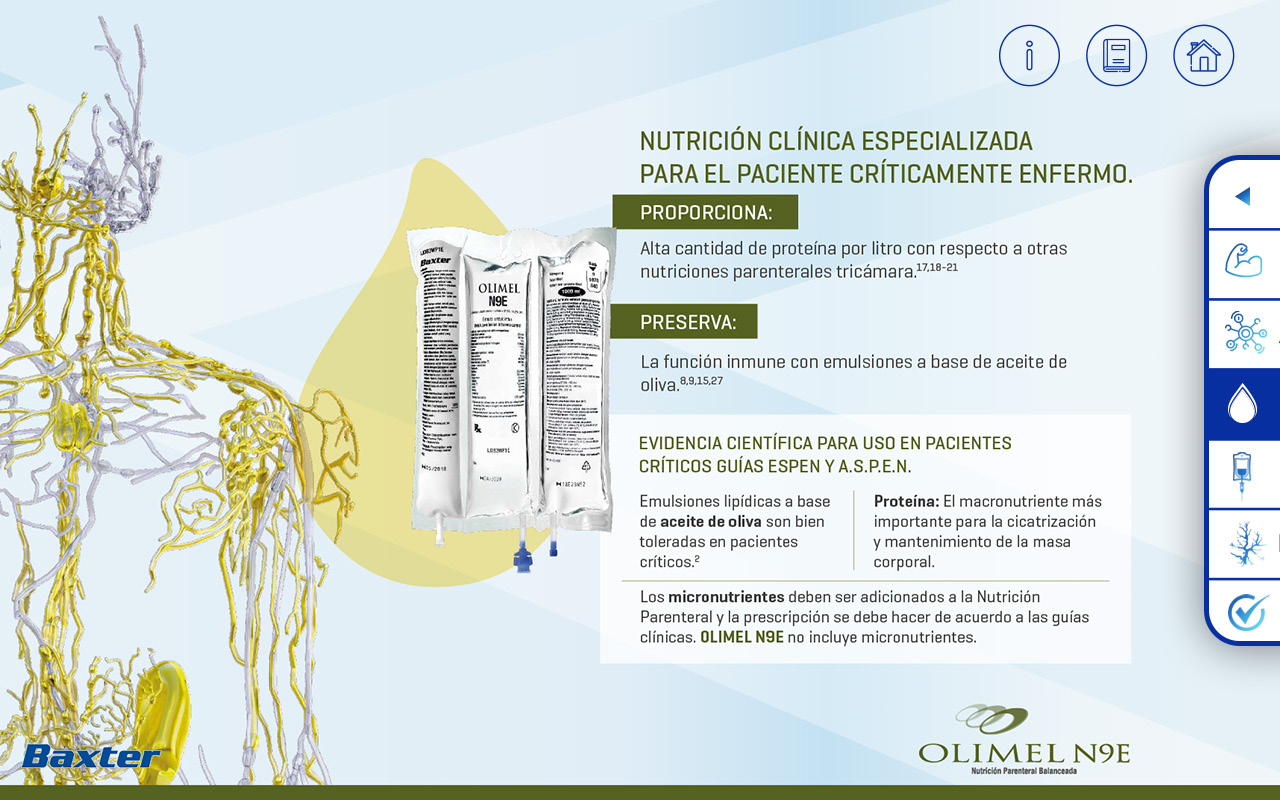 NUTRICIÓN CLÍNICA ESPECIALIZADA
PARA EL PACIENTE CRÍTICAMENTE ENFERMO.
PROPORCIONA:
Alta cantidad de proteína por litro con respecto a otras
nutriciones parenterales tricámara.17,18-21
PRESERVA:
La función inmune con emulsiones a base de aceite de
oliva.8,9,15,27
EVIDENCIA CIENTÍFICA PARA USO EN PACIENTES
CRÍTICOS GUÍAS ESPEN Y A.S.P.E.N.
Emulsiones lipídicas a base
de aceite de oliva son bien
toleradas en pacientes
críticos.2
Proteína: El macronutriente más
importante para la cicatrización
y mantenimiento de la masa
corporal.
Los micronutrientes deben ser adicionados a la Nutrición
Parenteral y la prescripción se debe hacer de acuerdo a las guías
clínicas. OLIMEL N9E no incluye micronutrientes.
Baxter
OLIMEL
N9E
1000 ml
Baxter
OLIMEL N9E
Nutrición Parenteral Balanceada